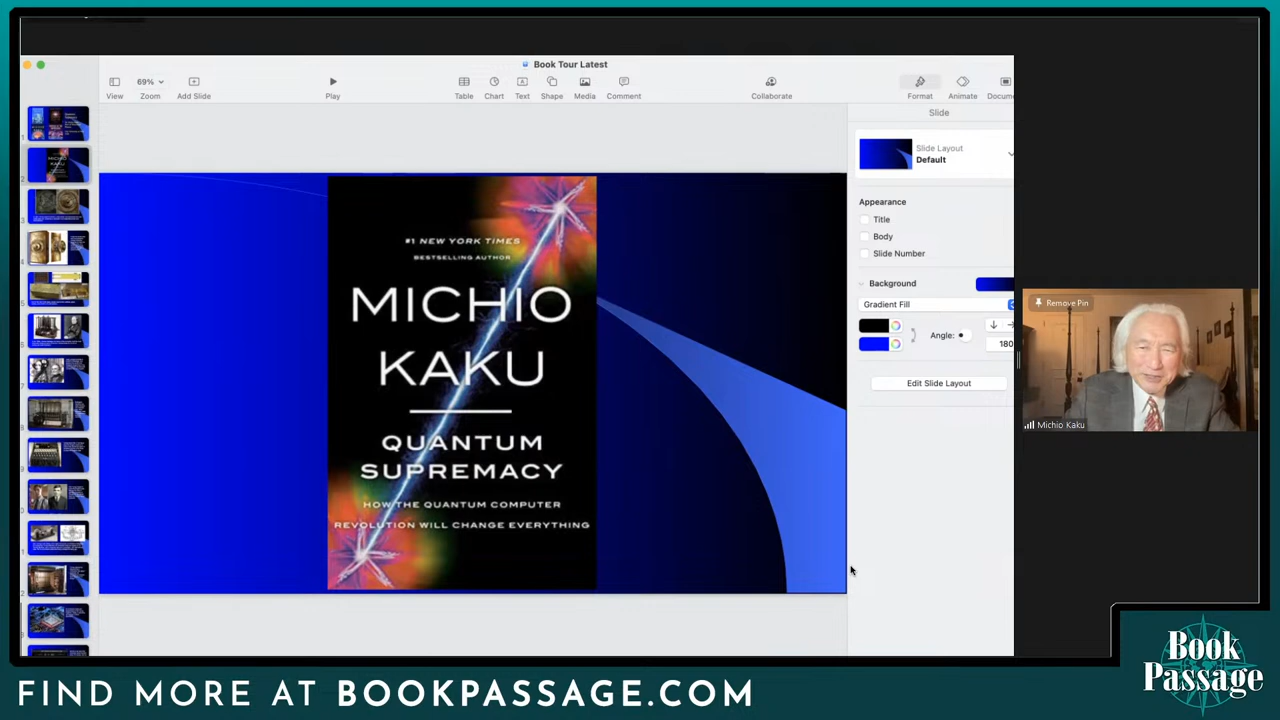 Book Tour Latest
69%
View
Zoom
Add Slide
Play
Table
Chart
Text
Shape
Media
Comment
Collaborate
Format
Animate
Docum
Slide
Slide Layout
Default
Appearance
Title
Body
Slide Number
Background
Gradient Fill
Angle:
180
Edit Slide Layout
#1 NEW YORK TIMES
BESTSELLING AUTHOR
MICHIO
KAKU
QUANTUM
SUPREMACY
HOW THE QUANTUM COMPUTER
REVOLUTION WILL CHANGE EVERYTHING
Remove Pin
Michio Kaku
FIND MORE AT BOOKPASSAGE.COM
Book
Passage